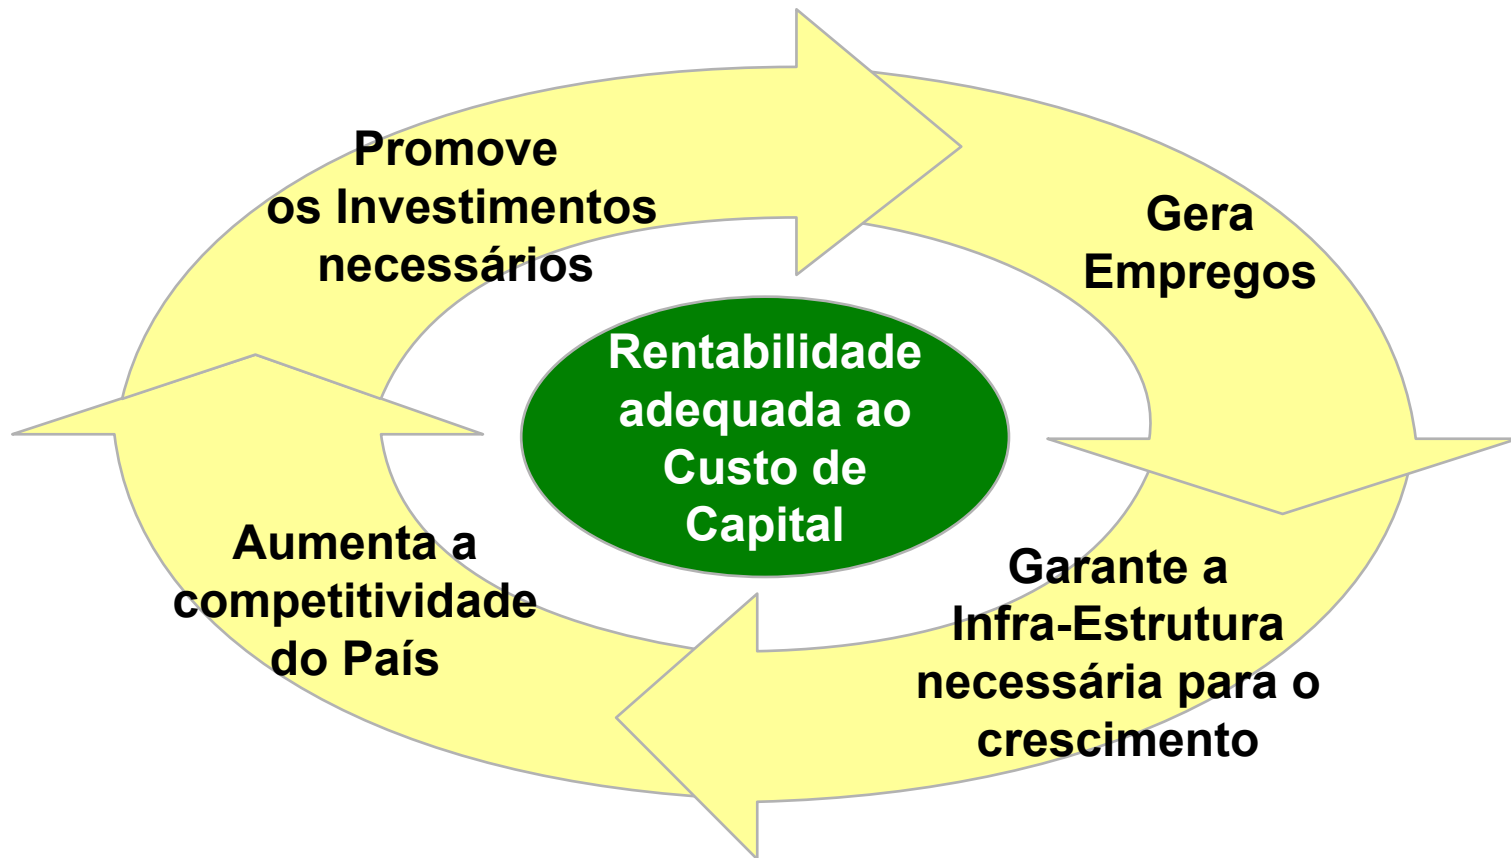 Promove
os Investimentos
necessários
Gera
Empregos
Rentabilidade
adequada ao
Custo de
Capital
Aumenta a
competitividade
do País
Garante a
Infra-Estrutura
necessária para o
crescimento